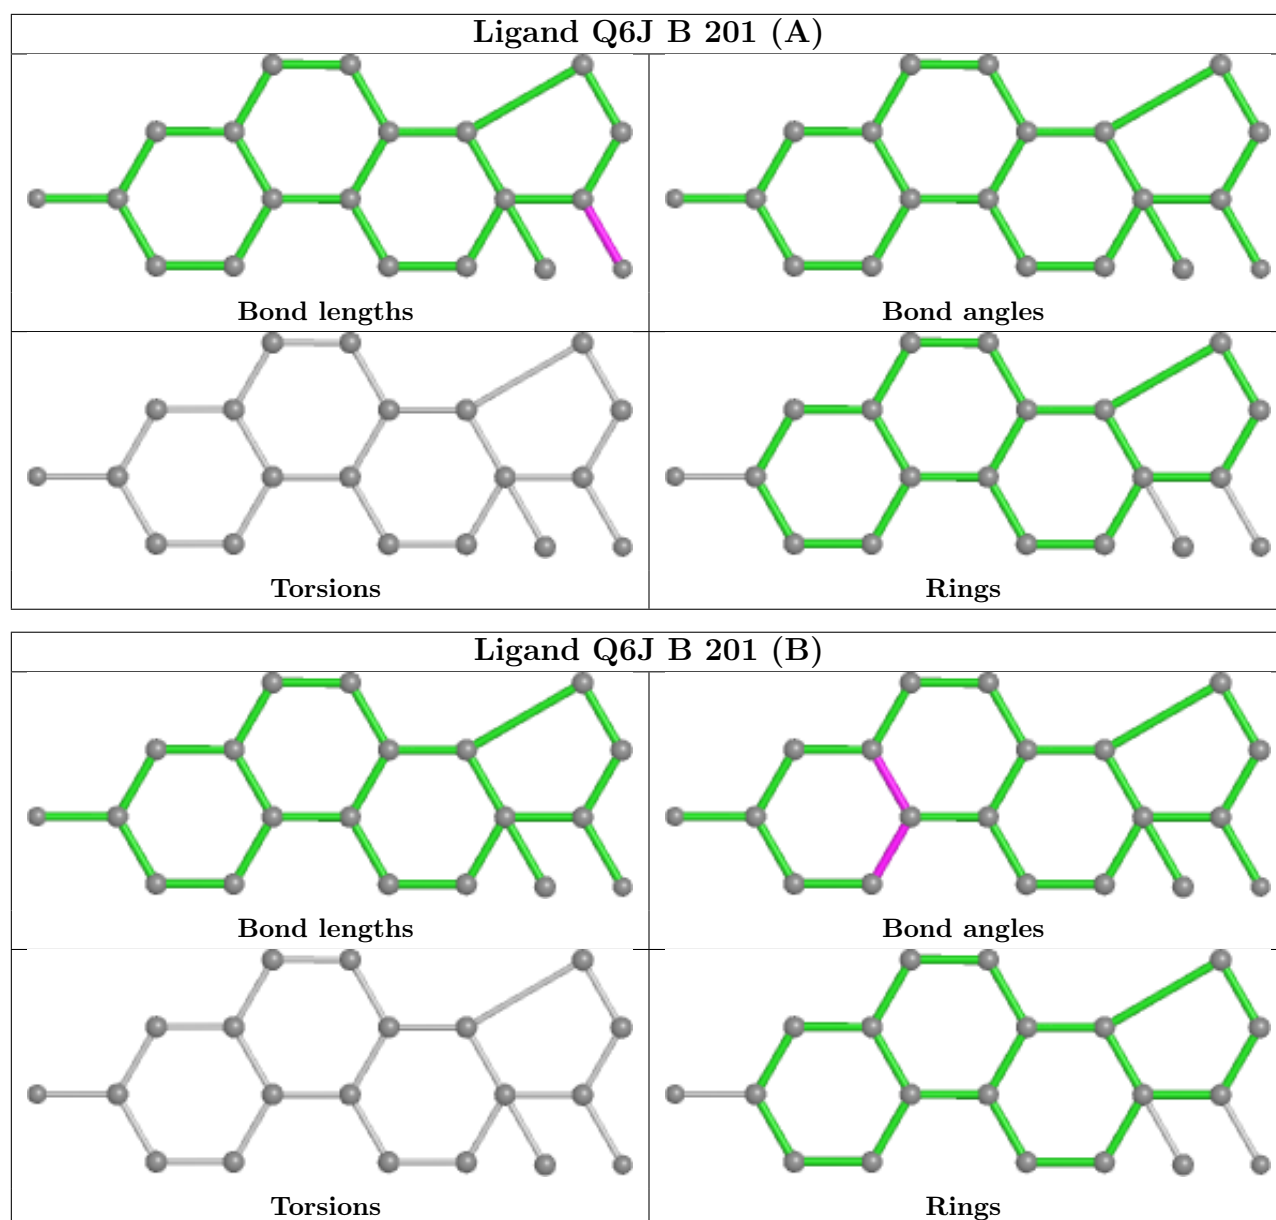 Ligand Q6J B 201 (A)
Bond lengths
Bond angles
Torsions
Rings
Ligand Q6J B 201 (B)
Bond lengths
Bond angles
Torsions
Rings